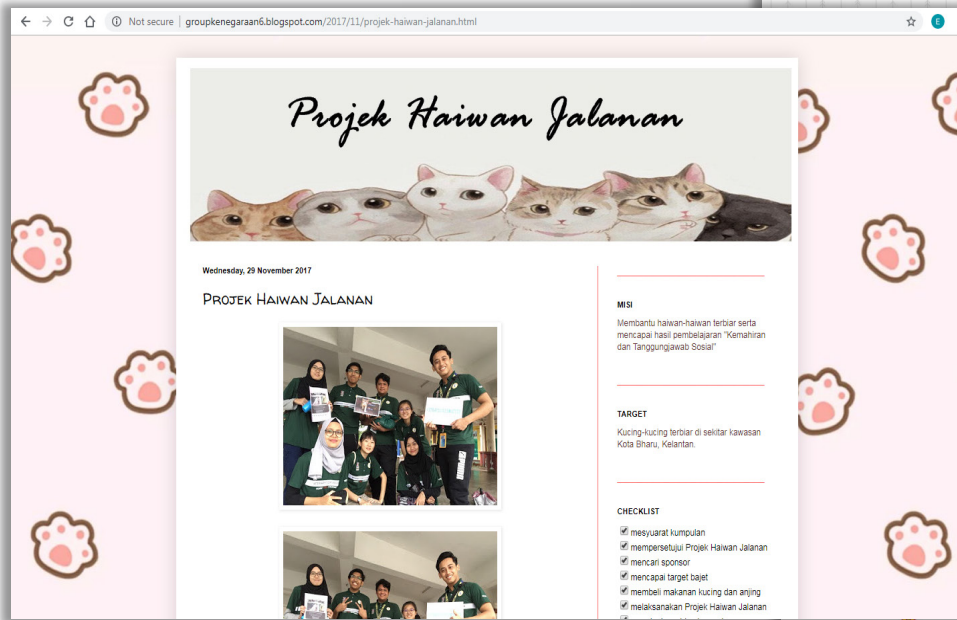 Not secure | groupkenegaraan6.blogspot.com/2017/11/projek-haiwan-jalanan.html
E
Projek Haiwan Jalanan
Wednesday, 29 November 2017
Projek Haiwan Jalanan
MISI
Membantu haiwan-haiwan terbiar serta
mencapai hasil pembelajaran "Kemahiran
dan Tanggungjawab Sosial"
TARGET
Kucing-kucing terbiar di sekitar kawasan
Kota Bharu, Kelantan.
CHECKLIST
mesyuarat kumpulan
mempersetujui Projek Haiwan Jalanan
mencari sponsor
mencapai target bajet
membeli makanan kucing dan anjing
melaksanakan Projek Haiwan Jalanan